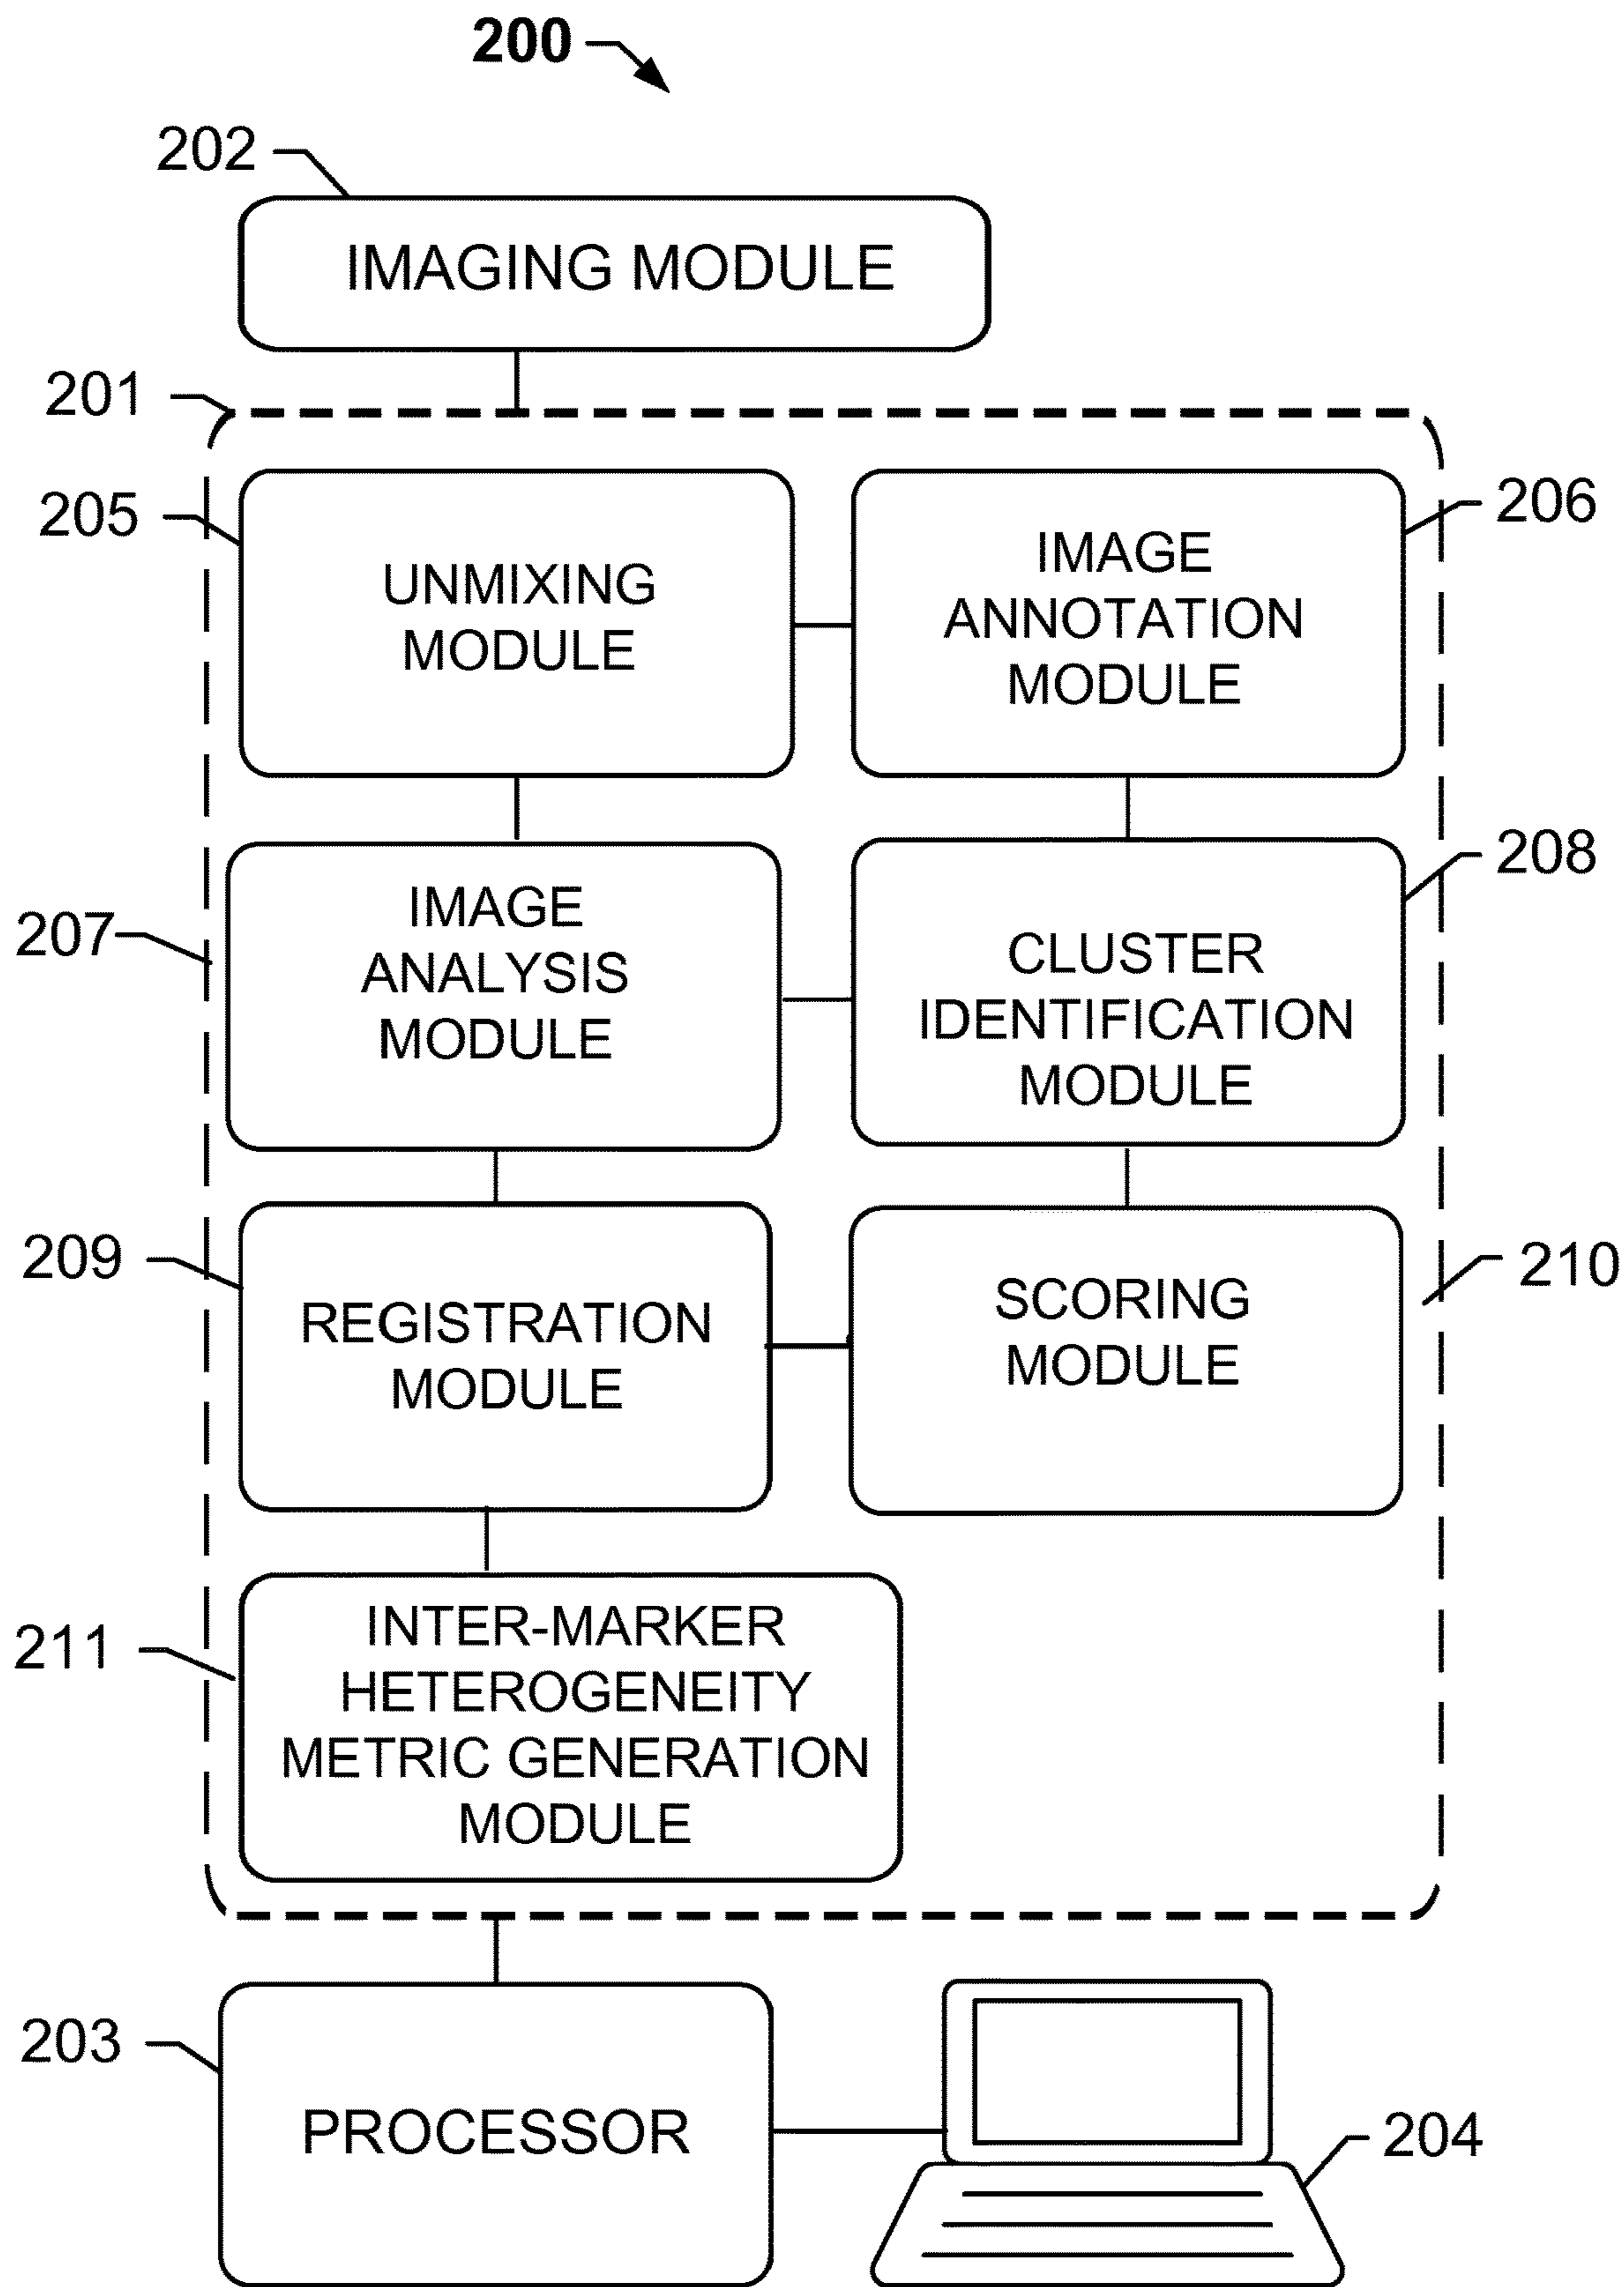 200
202
IMAGING MODULE
201
205
UNMIXING
MODULE
206
IMAGE
ANNOTATION
MODULE
207
IMAGE
ANALYSIS
MODULE
208
CLUSTER
IDENTIFICATION
MODULE
209
REGISTRATION
MODULE
210
SCORING
MODULE
211
INTER-MARKER
HETEROGENEITY
METRIC GENERATION
MODULE
203
PROCESSOR
204